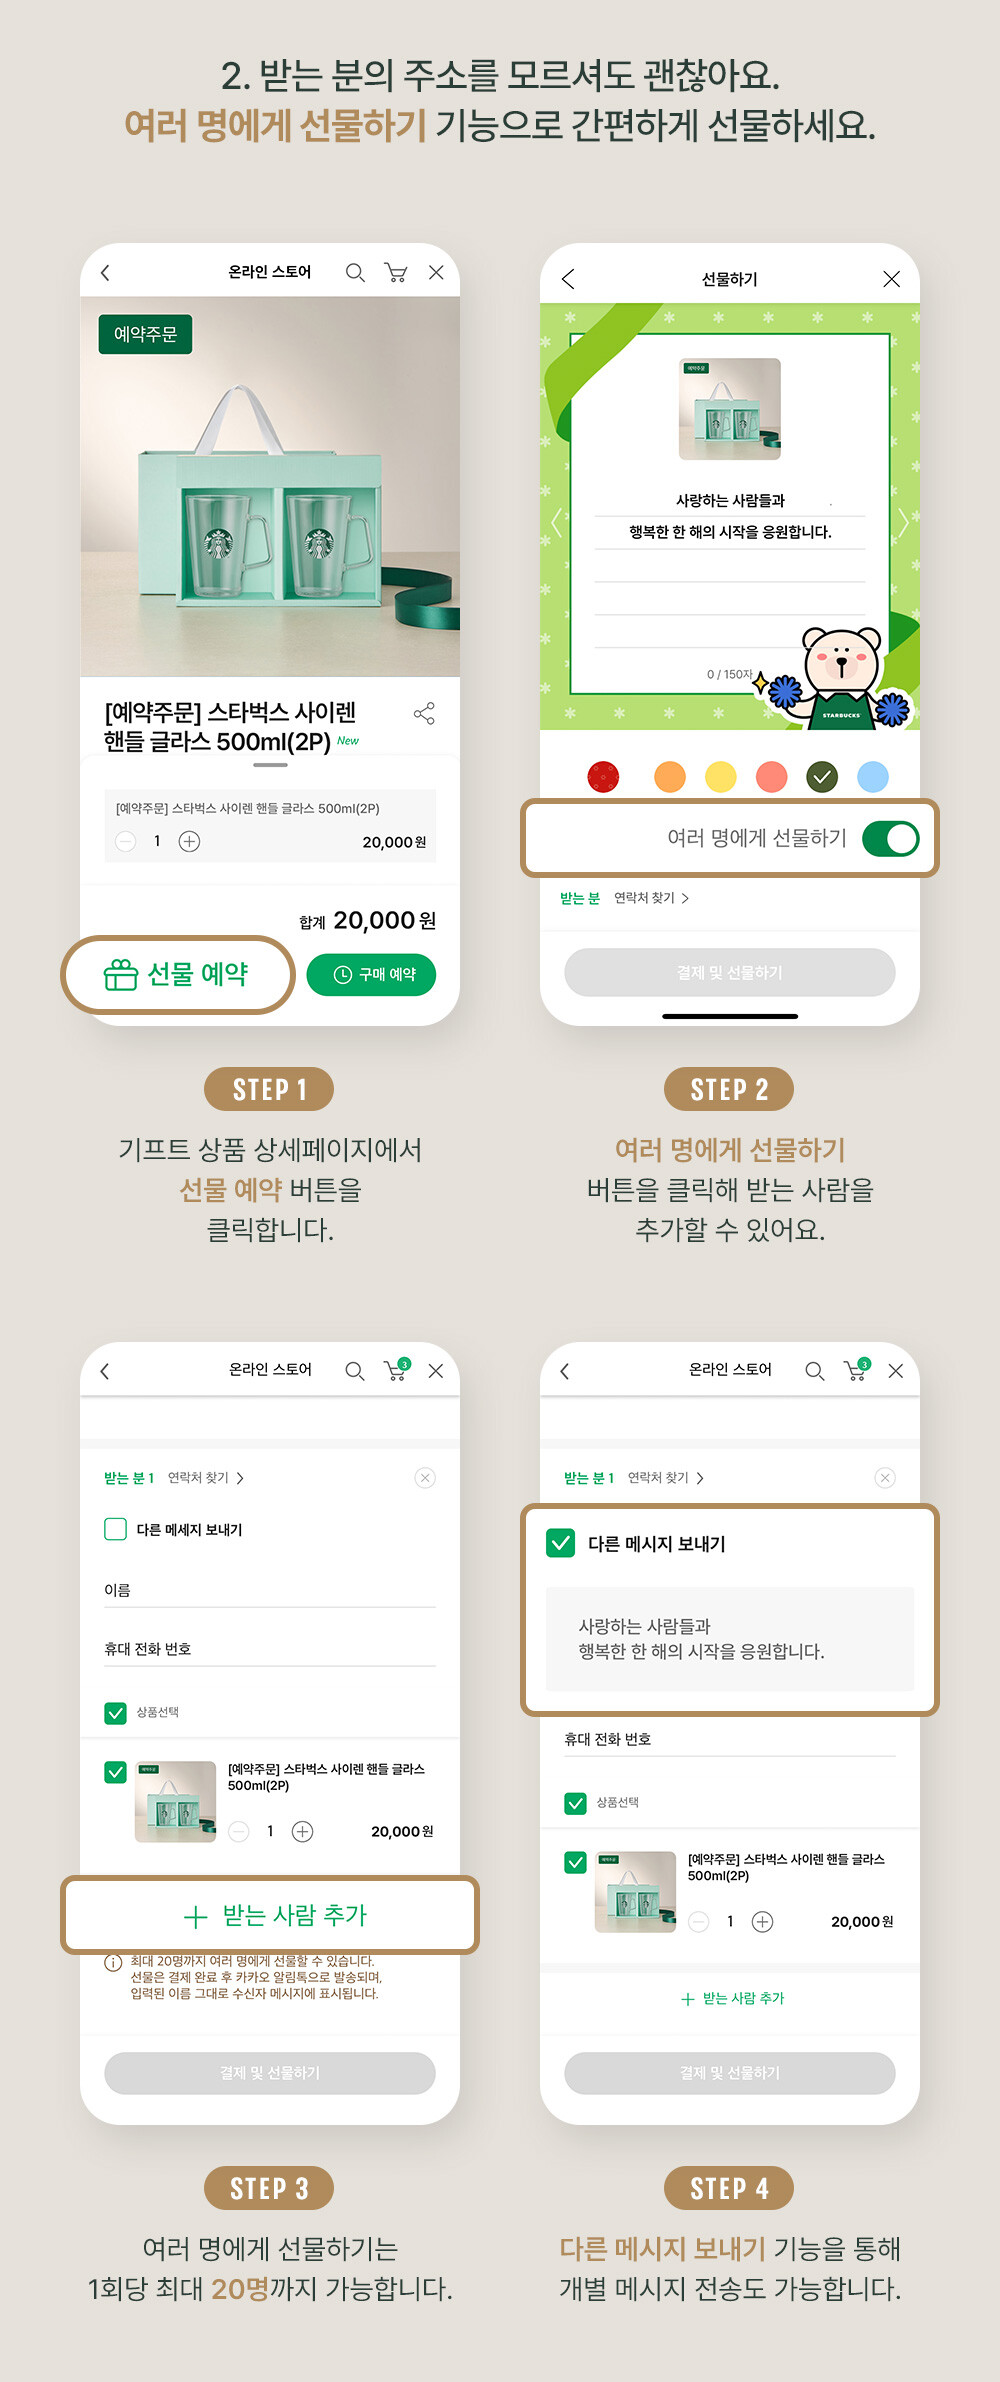 2. 받는 분의 주소를 모르셔도 괜찮아요.
여러 명에게 선물하기 기능으로 간편하게 선물하세요.
온라인 스토어
예약주문
[예약주문] 스타벅스 사이렌
핸들 글라스 500ml(2P) New
[예약주문] 스타벅스 사이렌 핸들 글라스 500ml(2P)
1
20,000원
합계 20,000원
선물 예약
구매 예약
STEP 1
기프트 상품 상세페이지에서
선물 예약 버튼을
클릭합니다.
선물하기
예약주문
사랑하는 사람들과
행복한 한 해의 시작을 응원합니다.
0 / 150자
STARBUCKS
여러 명에게 선물하기
받는 분 연락처 찾기
결제 및 선물하기
STEP 2
여러 명에게 선물하기
버튼을 클릭해 받는 사람을
추가할 수 있어요.
온라인 스토어
3
받는 분 1 연락처 찾기
다른 메세지 보내기
이름
휴대 전화 번호
상품선택
예약주문
[예약주문] 스타벅스 사이렌 핸들 글라스
500ml(2P)
1
20,000원
받는 사람 추가
최대 20명까지 여러 명에게 선물할 수 있습니다.
선물은 결제 완료 후 카카오 알림톡으로 발송되며,
입력된 이름 그대로 수신자 메시지에 표시됩니다.
결제 및 선물하기
STEP 3
여러 명에게 선물하기는
1회당 최대 20명까지 가능합니다.
온라인 스토어
3
받는 분 1 연락처 찾기
다른 메시지 보내기
사랑하는 사람들과
행복한 한 해의 시작을 응원합니다.
휴대 전화 번호
상품선택
예약주문
[예약주문] 스타벅스 사이렌 핸들 글라스
500ml(2P)
1
20,000원
받는 사람 추가
결제 및 선물하기
STEP 4
다른 메시지 보내기 기능을 통해
개별 메시지 전송도 가능합니다.